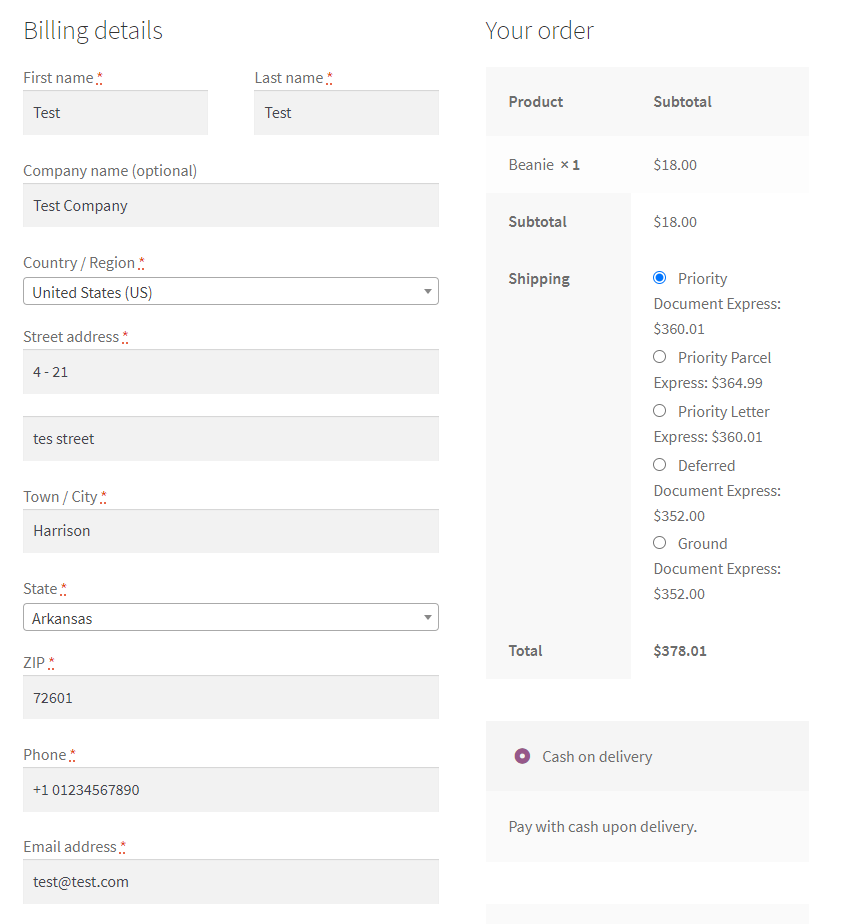 Billing details
First name *
Last name *
Test
Test
Company name (optional)
Test Company
Country / Region *
United States (US)
Street address *
4 - 21
tes street
Town / City *
Harrison
State *
Arkansas
ZIP *
72601
Phone *
+1 01234567890
Email address *
test@test.com
Your order
Product Subtotal
Beanie × 1 $18.00
Subtotal $18.00
Shipping
Priority
Document Express:
$360.01
Priority Parcel
Express: $364.99
Priority Letter
Express: $360.01
Deferred
Document Express:
$352.00
Ground
Document Express:
$352.00
Total $378.01
Cash on delivery
Pay with cash upon delivery.